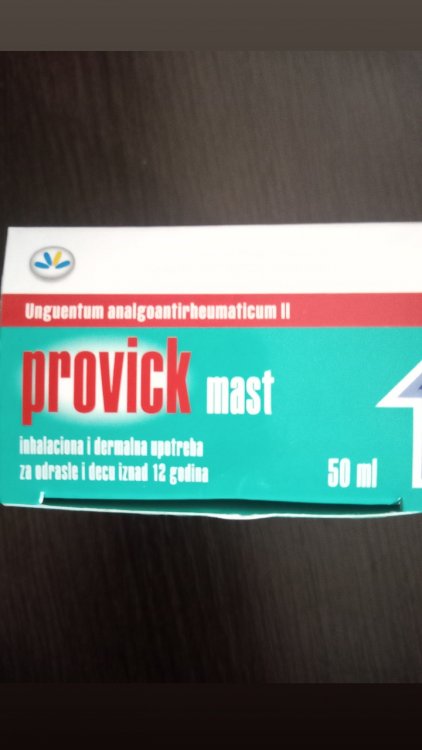 Unguentum analgoantirheumaticum II
provick mast
inhalaciona i dermalna upotreba
za odrasle i decu iznad 12 godina
50 ml